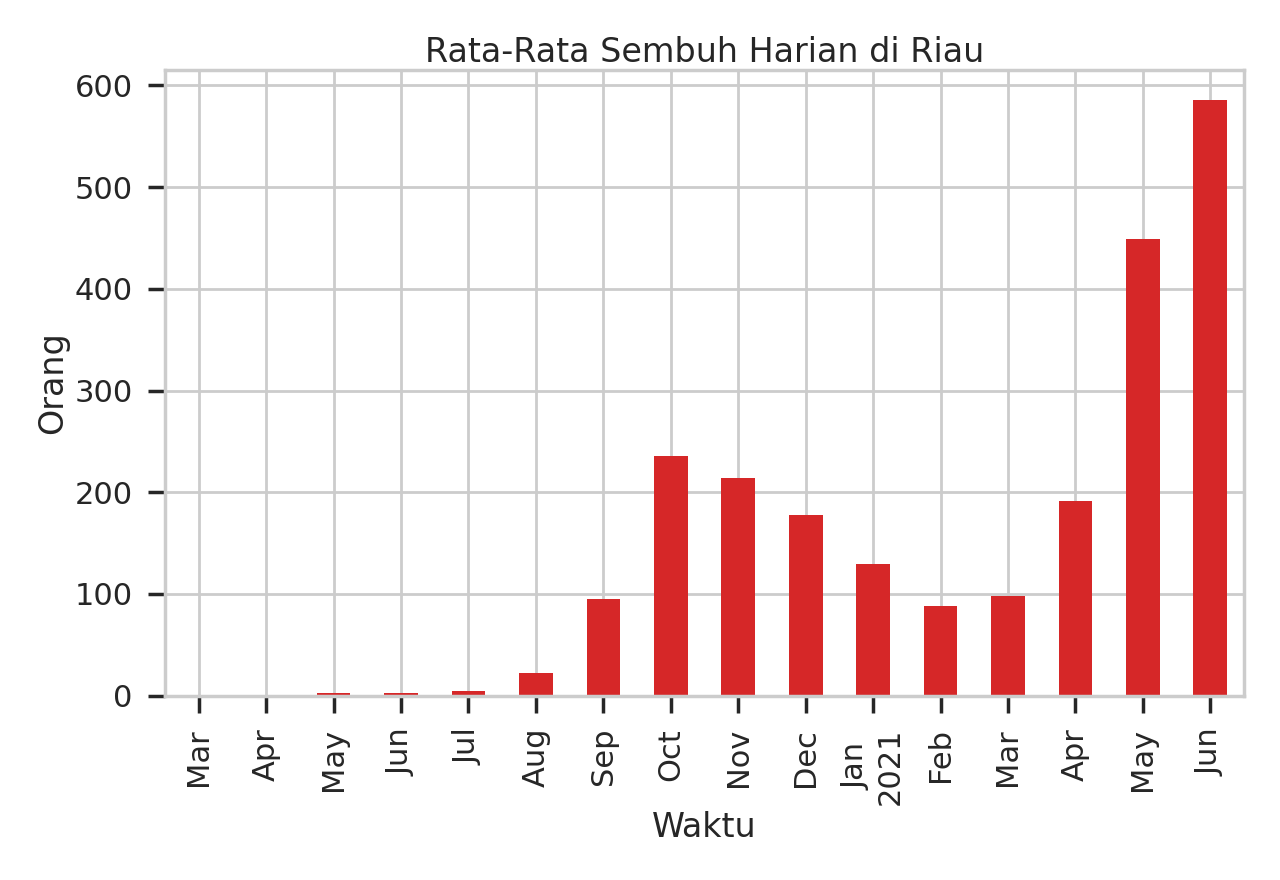 Rata-Rata Sembuh Harian di Riau
600
500
400
300
200
100
0
Orang
Mar
Apr
May
Jun
Jul
Aug
Sep
Oct
Nov
Dec
Jan
2021
Feb
Mar
Apr
May
Jun
Waktu